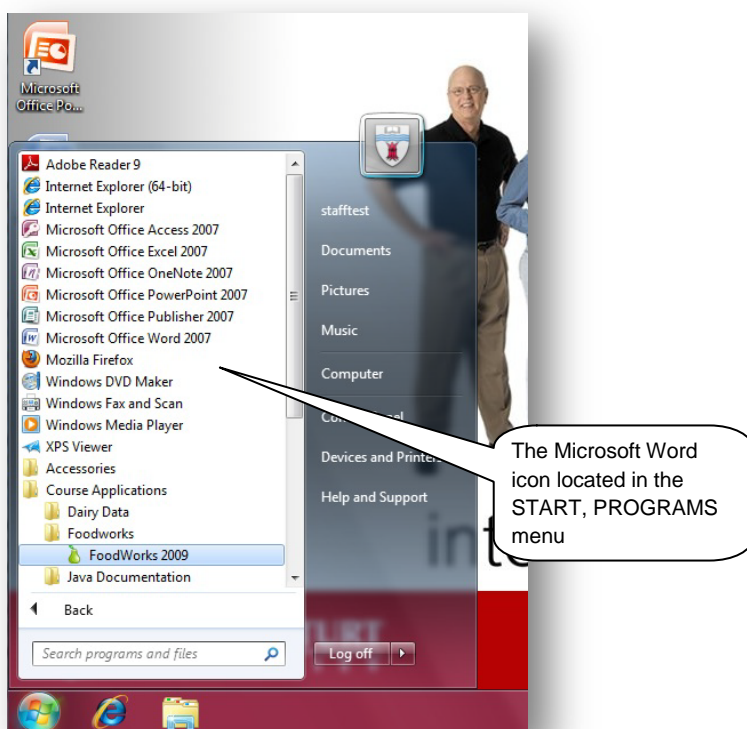 Microsoft
Office Po...
Adobe Reader 9
Internet Explorer (64-bit)
Internet Explorer
Microsoft Office Access 2007
Microsoft Office Excel 2007
Microsoft Office OneNote 2007
Microsoft Office PowerPoint 2007
Microsoft Office Publisher 2007
Microsoft Office Word 2007
Mozilla Firefox
Windows DVD Maker
Windows Fax and Scan
Windows Media Player
XPS Viewer
Accessories
Course Applications
Dairy Data
Foodworks
FoodWorks 2009
Java Documentation
Back
Search programs and files
stafftest
Documents
Pictures
Music
Computer
Devices and Printers
Help and Support
Log off
The Microsoft Word
icon located in the
START, PROGRAMS
menu